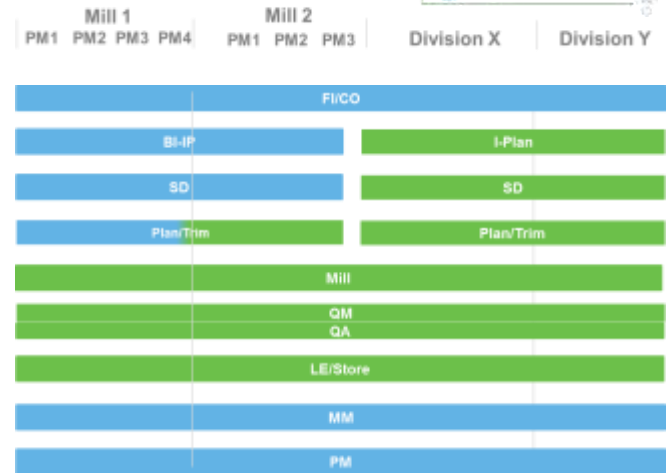 Mill 1 Mill 2
PM1 PM2 PM3 PM4 PM1 PM2 PM3 Division X Division Y
FI/CO
BI-IP I-Plan
SD SD
Plan/Trim Plan/Trim
Mill
QM
QA
LE/Store
MM
PM